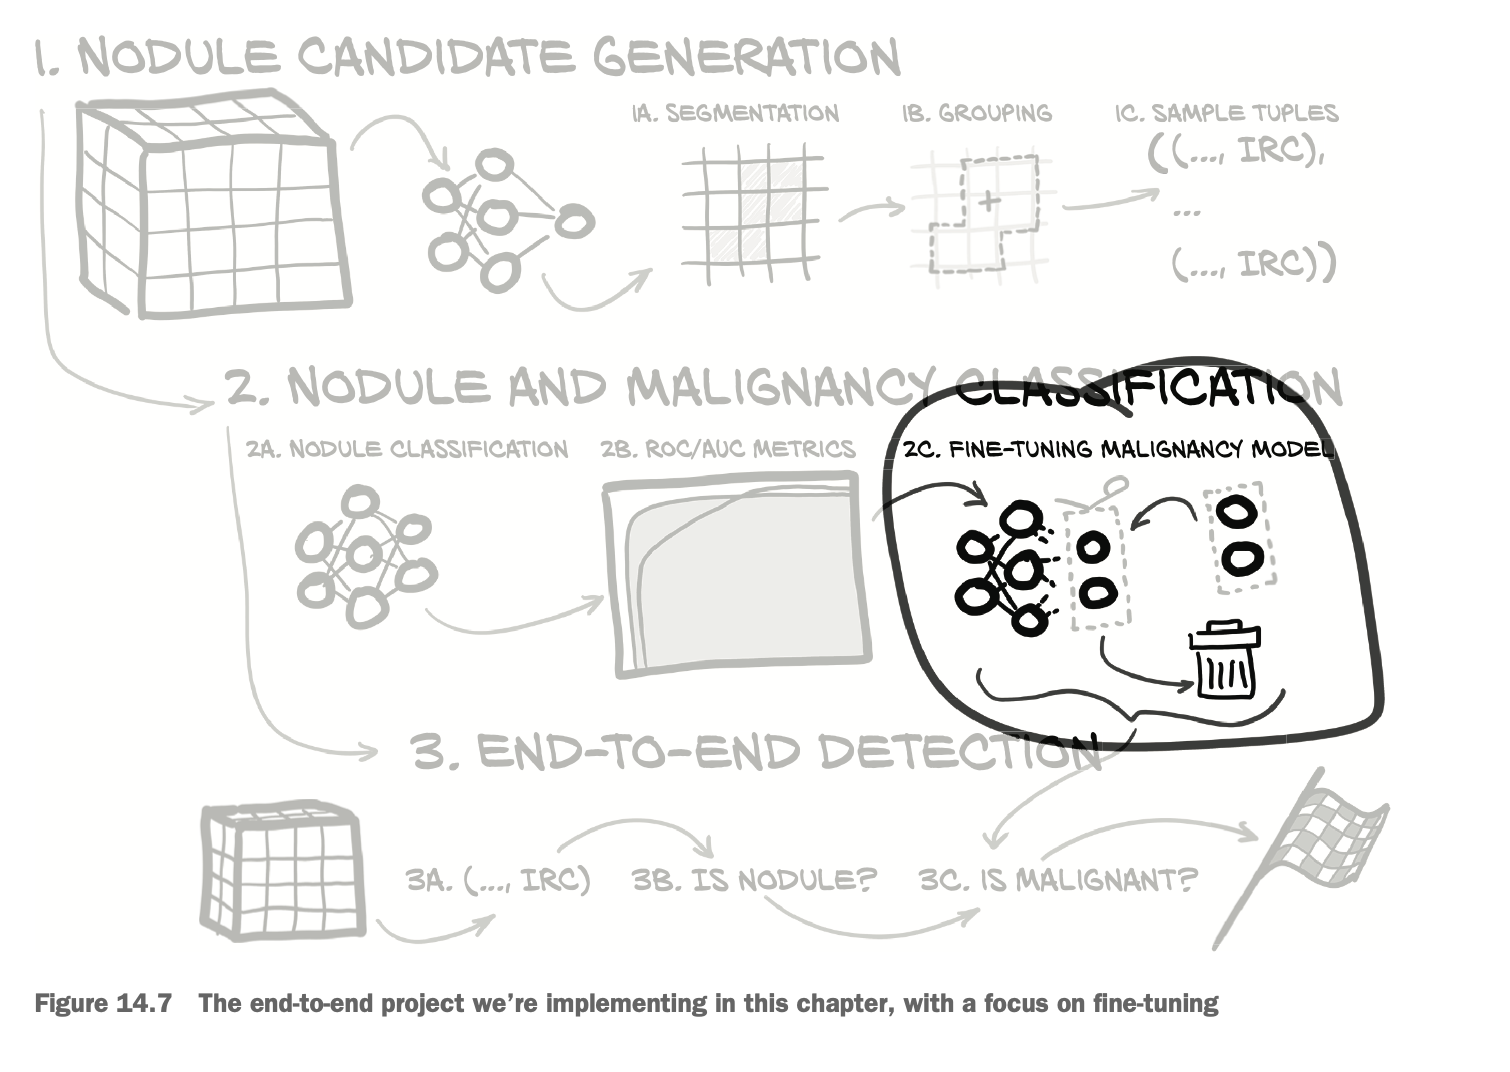 1. NODULE CANDIDATE GENERATION
1A. SEGMENTATION
1B. GROUPING
1C. SAMPLE TUPLES
((..., IRC),
...
(..., IRC))
2. NODULE AND MALIGNANCY CLASSIFICATION
2A. NODULE CLASSIFICATION
2B. ROC/AUC METRICS
2C. FINE-TUNING MALIGNANCY MODEL
3. END-TO-END DETECTION
3A. (..., IRC)
3B. IS NODULE?
3C. IS MALIGNANT?
Figure 14.7 The end-to-end project we're implementing in this chapter, with a focus on fine-tuning